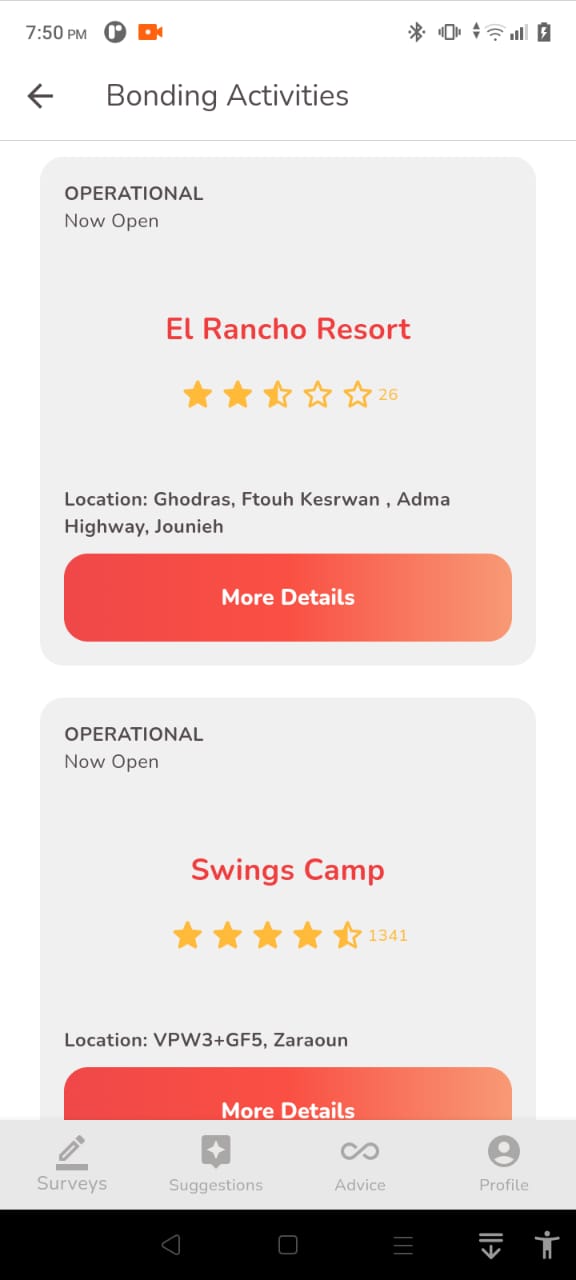 7:50 PM
Bonding Activities
OPERATIONAL
Now Open
El Rancho Resort
26
Location: Ghodras, Ftouh Kesrwan , Adma
Highway, Jounieh
More Details
OPERATIONAL
Now Open
Swings Camp
1341
Location: VPW3+GF5, Zaraoun
More Details
Surveys
Suggestions
Advice
Profile